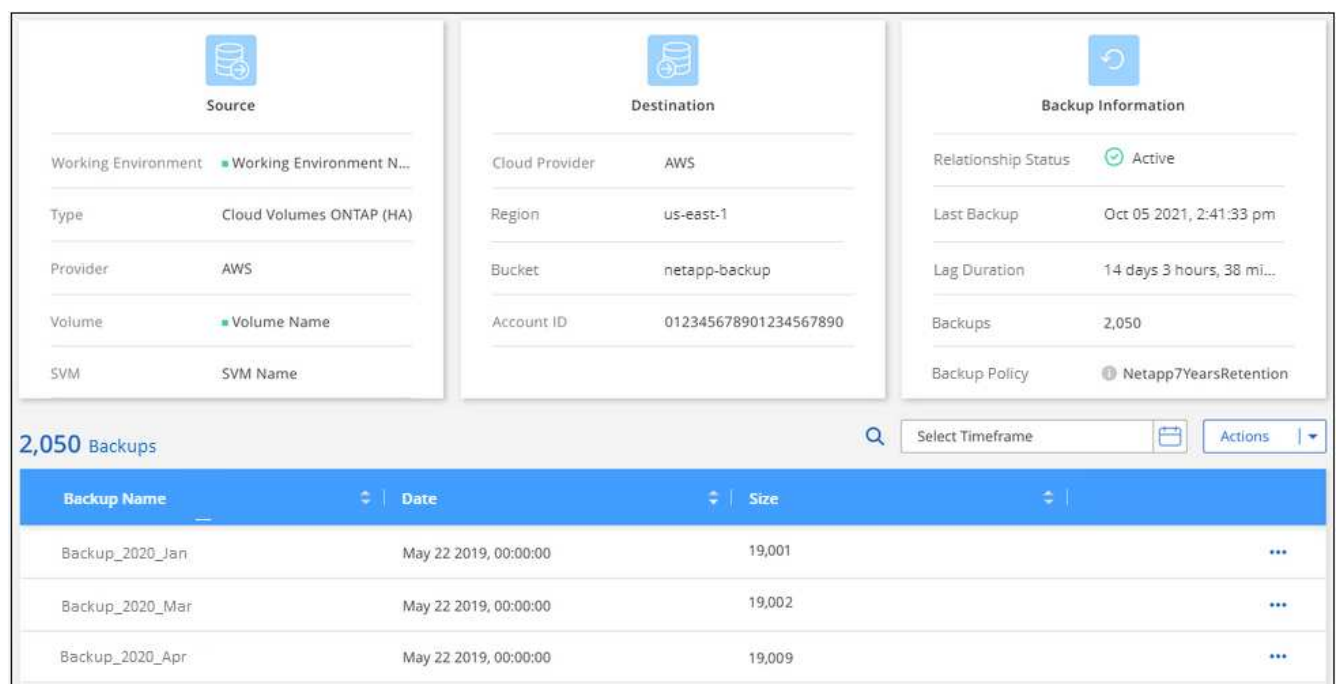 Source
Working Environment Working Environment N...
Type Cloud Volumes ONTAP (HA)
Provider AWS
Volume Volume Name
SVM SVM Name
Destination
Cloud Provider AWS
Region us-east-1
Bucket netapp-backup
Account ID 012345678901234567890
Backup Information
Relationship Status Active
Last Backup Oct 05 2021, 2:41:33 pm
Lag Duration 14 days 3 hours, 38 mi...
Backups 2,050
Backup Policy Netapp7YearsRetention
2,050 Backups
Select Timeframe
Actions
Backup Name Date Size
Backup_2020_Jan May 22 2019, 00:00:00 19,001
Backup_2020_Mar May 22 2019, 00:00:00 19,002
Backup_2020_Apr May 22 2019, 00:00:00 19,009